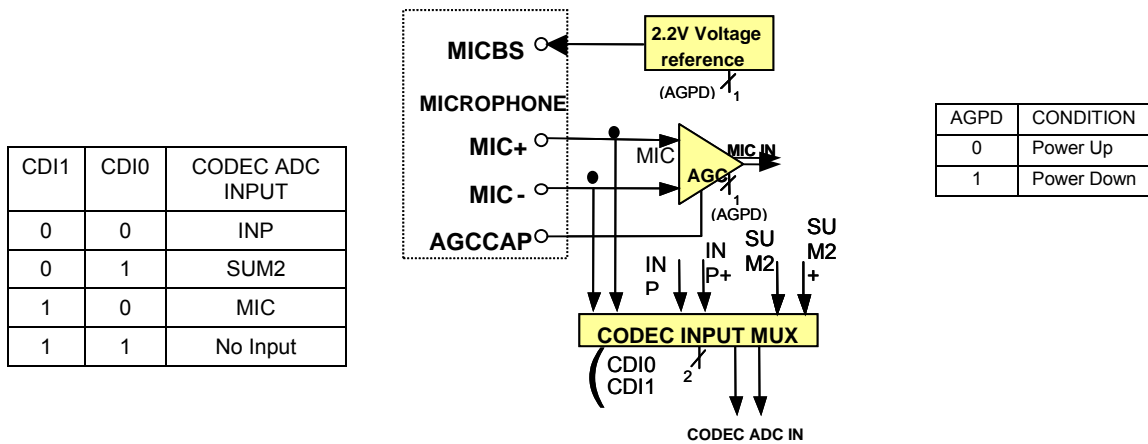 CDI1 CDI0 CODEC ADC INPUT
0 0 INP
0 1 SUM2
1 0 MIC
1 1 No Input
MICBS
MICROPHONE
MIC+
MIC -
AGCCAP
2.2V Voltage
reference
(AGPD) 1
MIC
AGC
MIC IN
1
(AGPD)
IN
P
IN
P+
SU
M2
SU
M2
+
CODEC INPUT MUX
( CDI0
CDI1
2
CODEC ADC IN
AGPD CONDITION
0 Power Up
1 Power Down